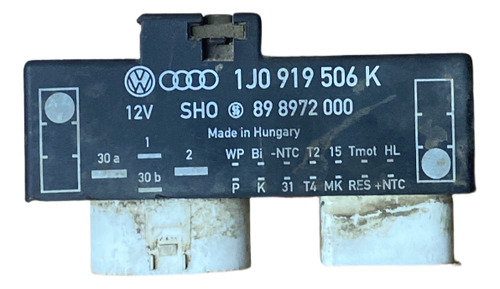 1J0 919 506 K
12V SHO 89 8972 000
Made in Hungary
1
30 a 2
30 b
WP Bi -NTC T2 15 Tmot HL
P K 31 T4 MK RES +NTC